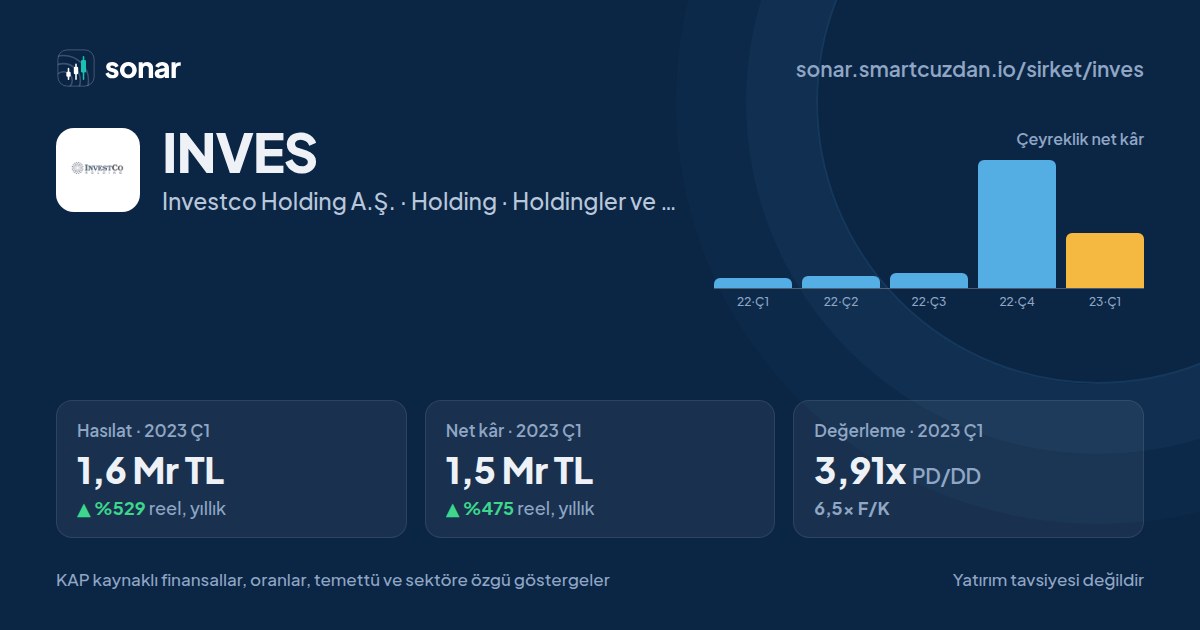 sonar
sonar.smartcuzdan.io/sirket/inves
INVESTCO
HOLDING
INVES
Investco Holding A.Ş. · Holding · Holdingler ve ...
Çeyreklik net kâr
22·Ç1 22·Ç2 22·Ç3 22·Ç4 23·Ç1
Hasılat · 2023 Ç1
1,6 Mr TL
▲ %529 reel, yıllık
Net kâr · 2023 Ç1
1,5 Mr TL
▲ %475 reel, yıllık
Değerleme · 2023 Ç1
3,91x PD/DD
6,5× F/K
KAP kaynaklı finansallar, oranlar, temettü ve sektöre özgü göstergeler
Yatırım tavsiyesi değildir